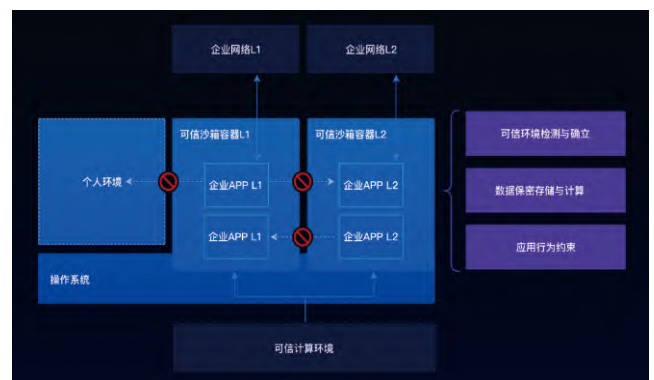 企业网络L1
企业网络L2
可信沙箱容器L1
可信沙箱容器L2
可信环境检测与确立
个人环境
企业APP L1
企业APP L2
数据保密存储与计算
企业APP L1
企业APP L2
应用行为约束
操作系统
可信计算环境